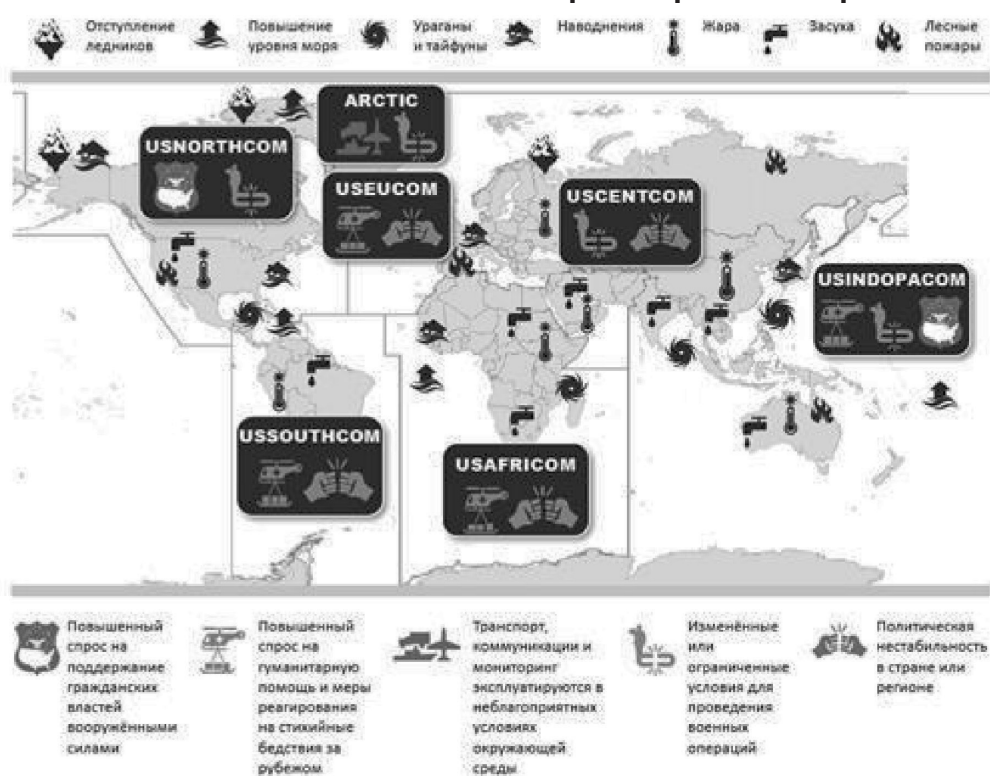 Отступление
ледников
Повышение
уровня моря
Ураганы
и тайфуны
Наводнения
Жара
Засуха
Лесные
пожары
ARCTIC
USNORTHCOM
USEUCOM
USCENTCOM
USINDOPACOM
USSOUTHCOM
USAFRICOM
Повышенный
спрос на
поддержание
гражданских
властей
вооружёнными
силами
Повышенный
спрос на
гуманитарную
помощь и меры
реагирования
на стихийные
бедствия за
рубежом
Транспорт,
коммуникации и
мониторинг
эксплуатируются в
неблагоприятных
условиях
окружающей
среды
Изменённые
или
ограниченные
условия для
проведения
военных
операций
Политическая
нестабильность
в стране или
регионе